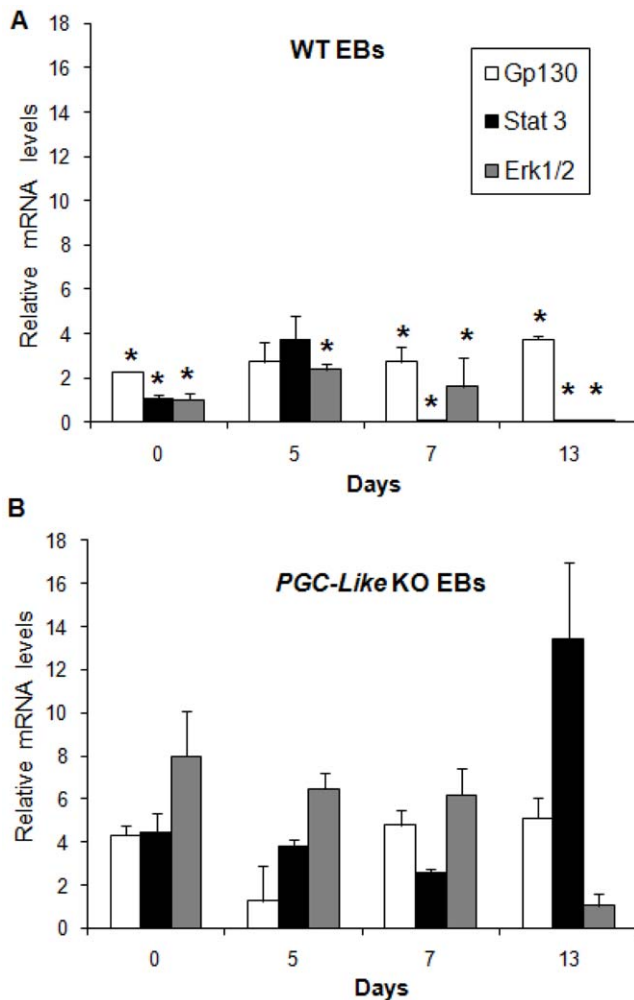 A
WT EBs
Gp130
Stat 3
Erk1/2
Relative mRNA levels
18
16
14
12
10
8
6
4
2
0
* * *
*
* * *
* * *
0 5 7 13
Days
B
PGC-Like KO EBs
Relative mRNA levels
18
16
14
12
10
8
6
4
2
0
0 5 7 13
Days